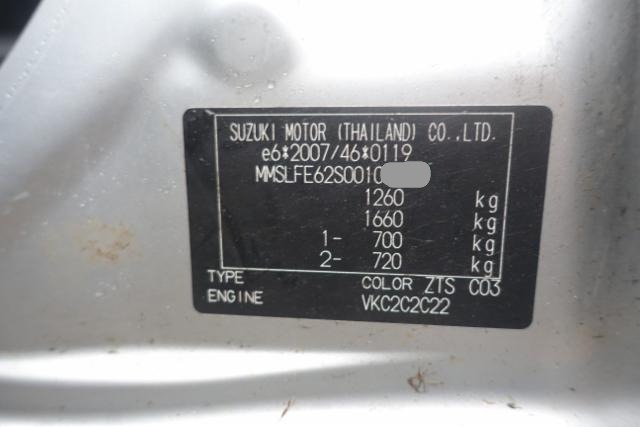 SUZUKI MOTOR (THAILAND) CO.,LTD.
e6*2007/46*0119
MMSLFE62S0010
1260 kg
1660 kg
1- 700 kg
2- 720 kg
TYPE COLOR ZTS C03
ENGINE VKC2C2C22